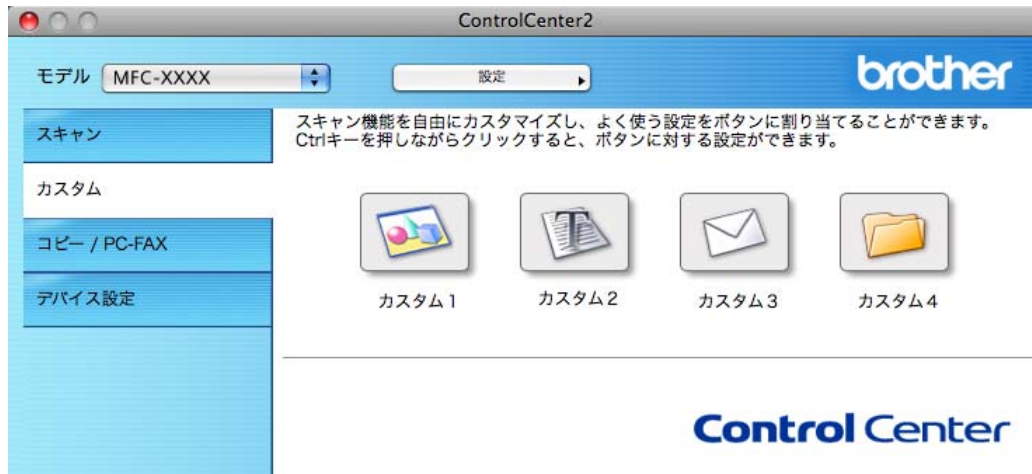 ControlCenter2
モデル MFC-XXXX 設定 brother
スキャン
カスタム
コピー / PC-FAX
デバイス設定
スキャン機能を自由にカスタマイズし、よく使う設定をボタンに割り当てることができます。
Ctrlキーを押しながらクリックすると、ボタンに対する設定ができます。
カスタム 1 カスタム 2 カスタム 3 カスタム 4
Control Center